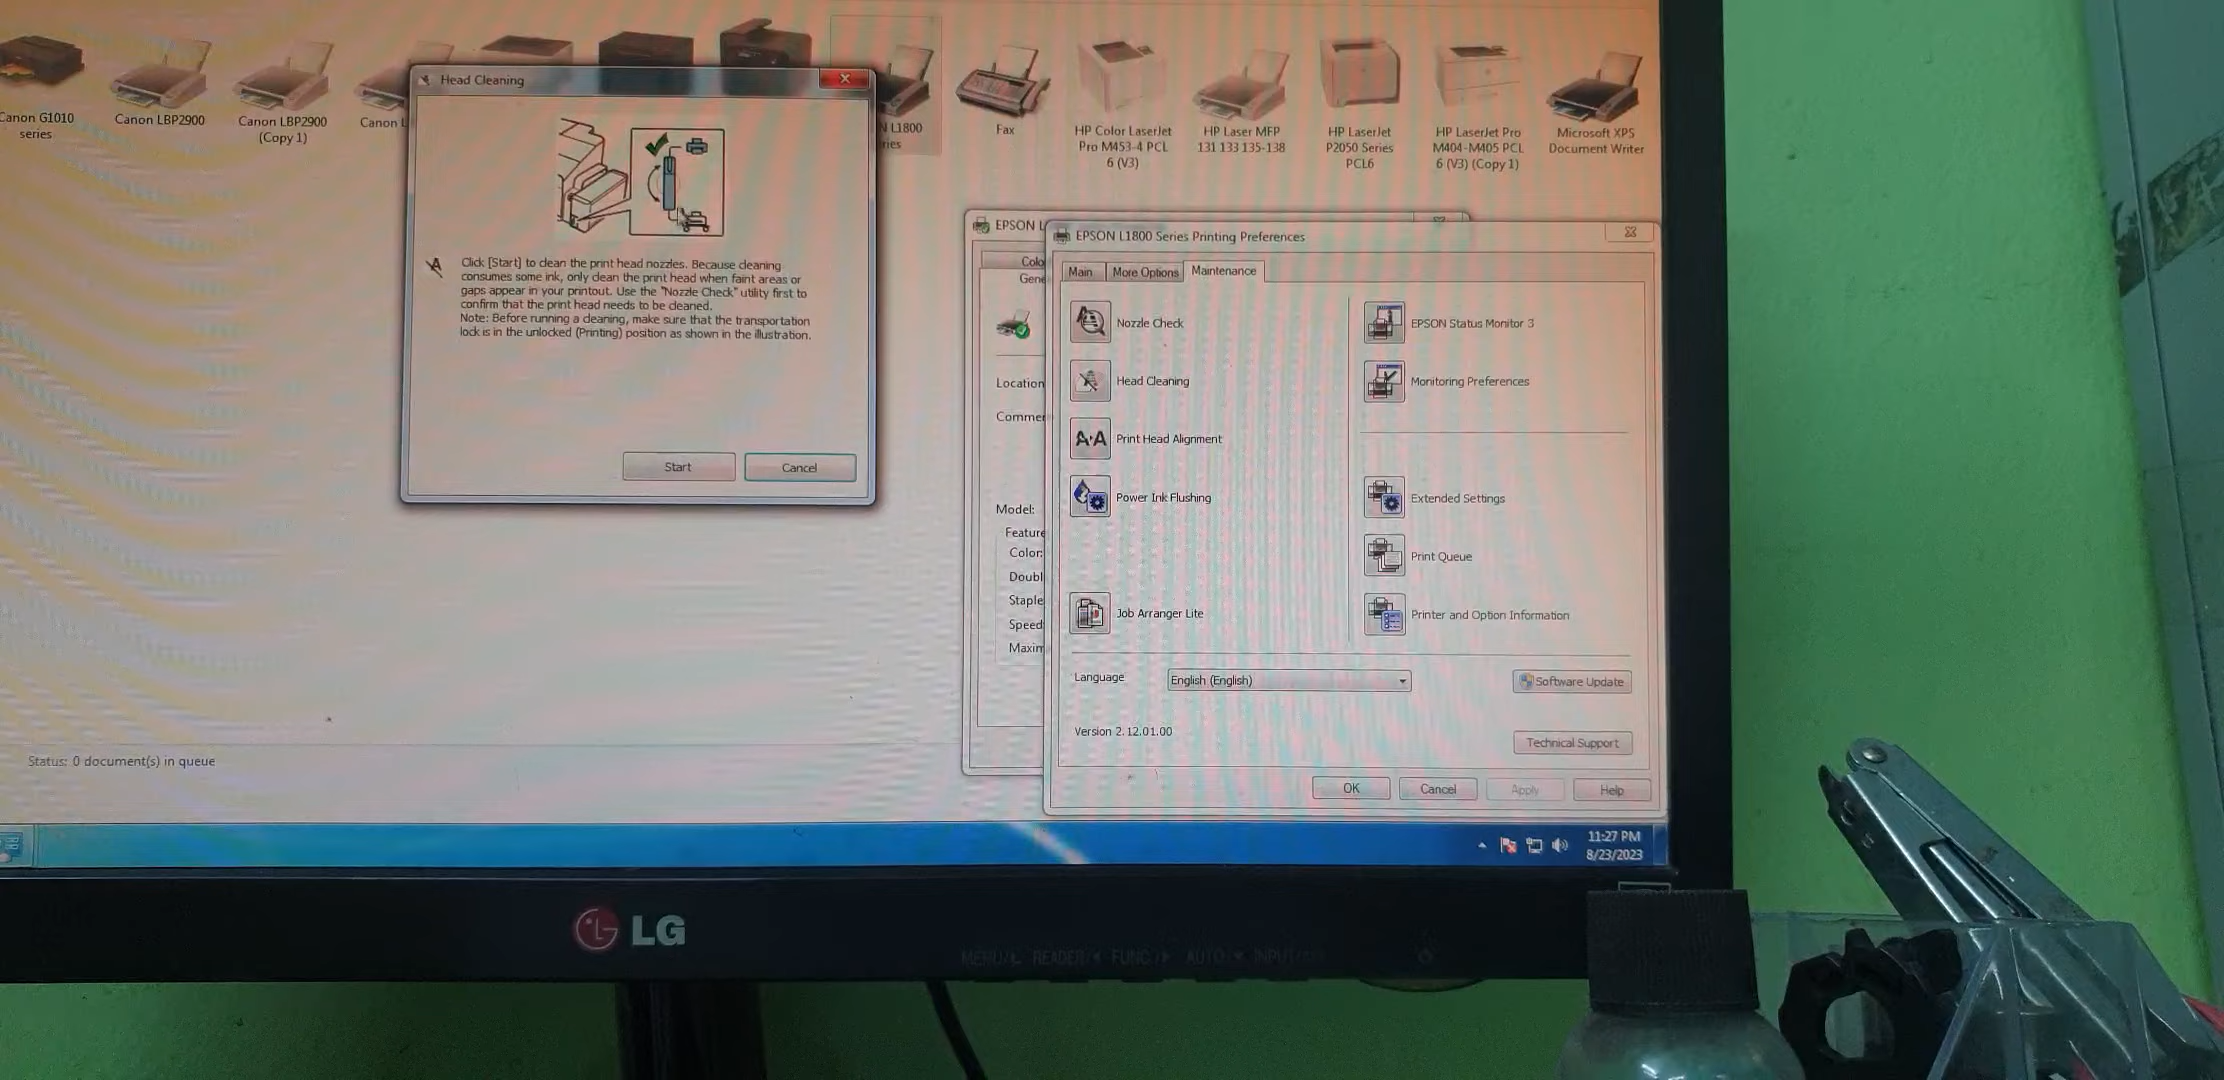 Canon G1010
series
Canon LBP2900
Canon LBP2900
(Copy 1)
Canon L
N L1800
ries
Fax
HP Color LaserJet
Pro M453-4 PCL
6 (V3)
HP Laser MFP
131 133 135-138
HP LaserJet
P2050 Series
PCL6
HP LaserJet Pro
M404-M405 PCL
6 (V3) (Copy 1)
Microsoft XPS
Document Writer
Head Cleaning
Click [Start] to clean the print head nozzles. Because cleaning
consumes some ink, only clean the print head when faint areas or
gaps appear in your printout. Use the "Nozzle Check" utility first to
confirm that the print head needs to be cleaned.
Note: Before running a cleaning, make sure that the transportation
lock is in the unlocked (Printing) position as shown in the illustration.
Start
Cancel
EPSON L
Colo
Gene
Location
Commer
Model:
Feature
Color:
Doubl
Staple
Speed
Maxim
EPSON L1800 Series Printing Preferences
Main
More Options
Maintenance
Nozzle Check
EPSON Status Monitor 3
Head Cleaning
Monitoring Preferences
Print Head Alignment
Power Ink Flushing
Extended Settings
Print Queue
Job Arranger Lite
Printer and Option Information
Language
English (English)
Software Update
Version 2.12.01.00
Technical Support
OK
Cancel
Apply
Help
Status: 0 document(s) in queue
11:27 PM
8/23/2023
LG
MENU
READER
FUNC.
AUTO
INPUT